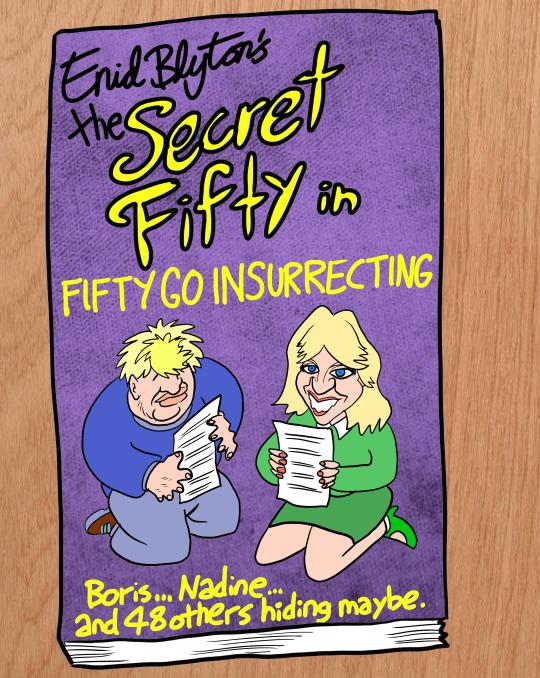 Enid Blyton's
the Secret
Fifty in
FIFTY GO INSURRECTING
Boris... Nadine...
and 48 others hiding maybe.